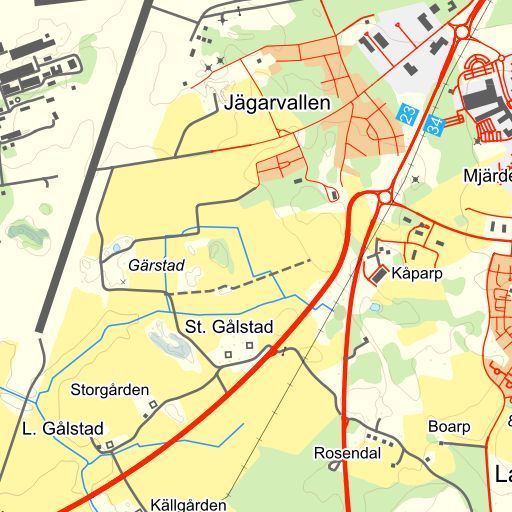 Jägarvallen
23
34
Mjärde
Gärstad
Kåparp
St. Gålstad
Storgården
L. Gålstad
Boarp
Rosendal
La
Källgården